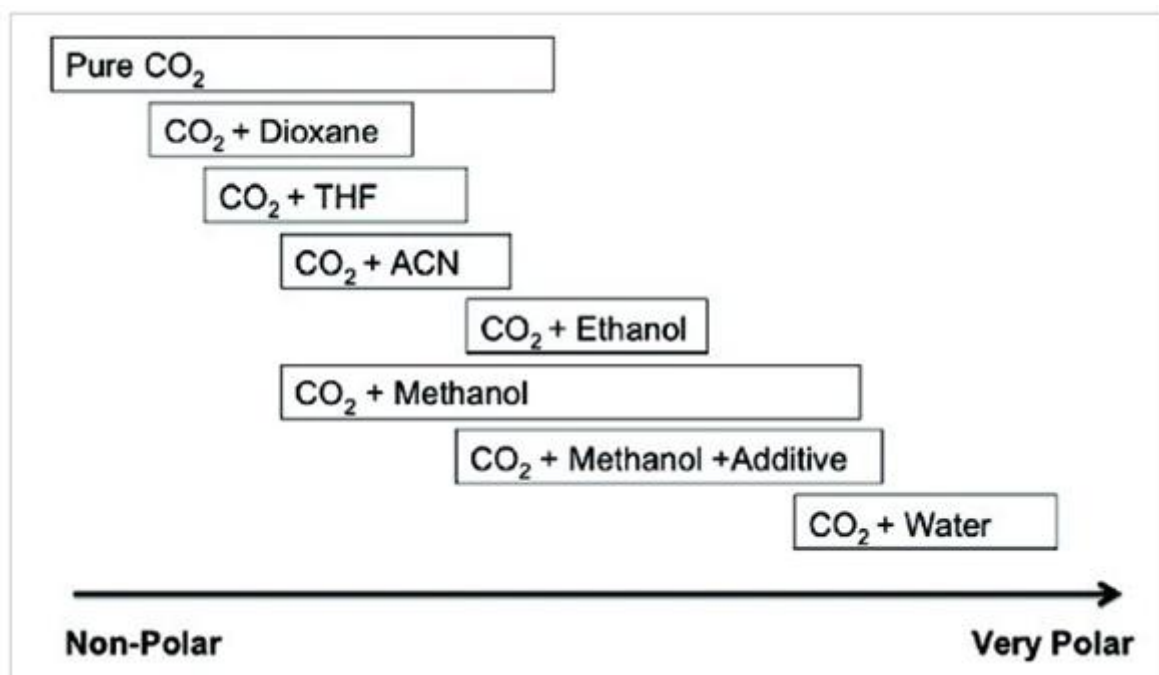 Pure CO₂
CO₂ + Dioxane
CO₂ + THF
CO₂ + ACN
CO₂ + Ethanol
CO₂ + Methanol
CO₂ + Methanol +Additive
CO₂ + Water
Non-Polar Very Polar